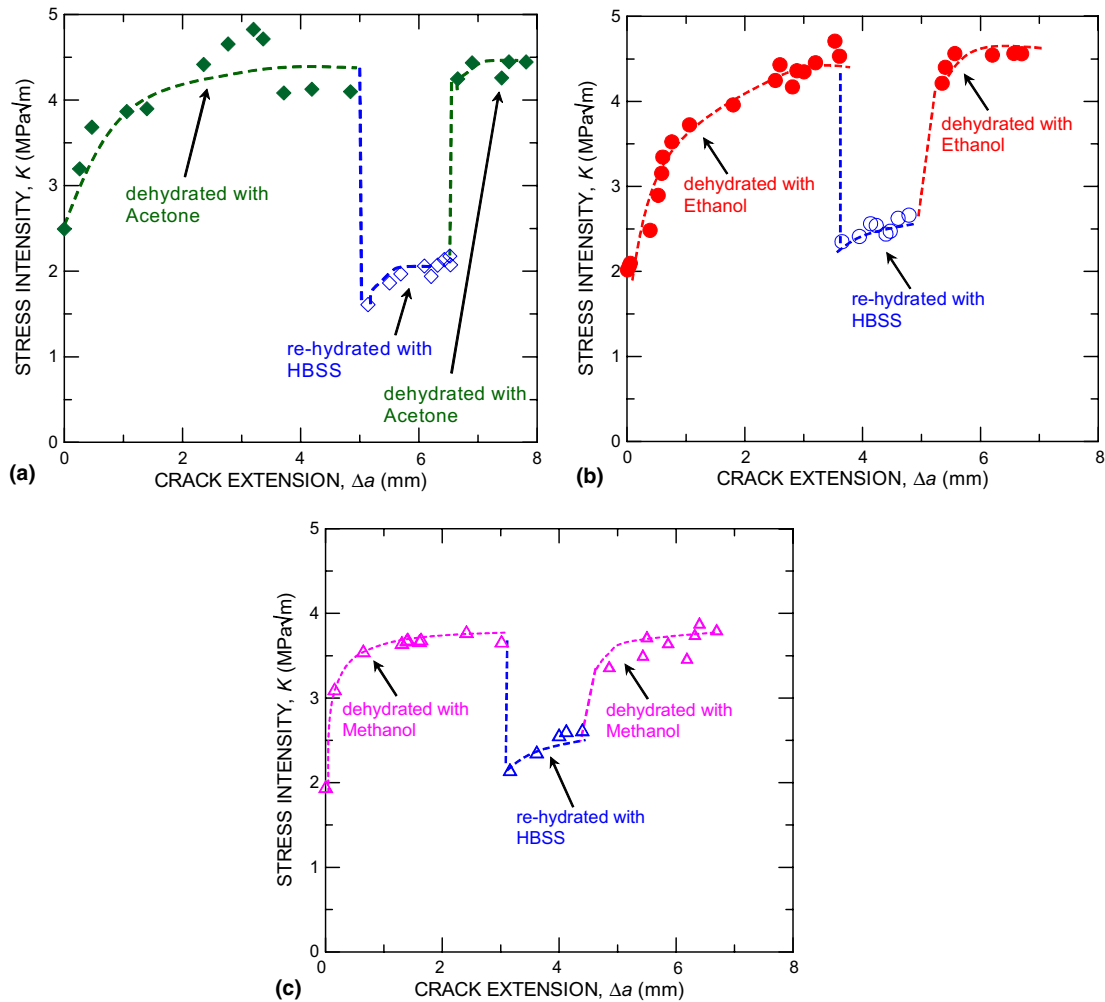 5
4
3
2
1
0
STRESS INTENSITY, K (MPa√m)
dehydrated with
Acetone
re-hydrated with
HBSS
dehydrated with
Acetone
0
2
4
6
8
(a)
CRACK EXTENSION, Δa (mm)
5
4
3
2
1
0
STRESS INTENSITY, K (MPa√m)
dehydrated with
Ethanol
dehydrated with
Ethanol
re-hydrated with
HBSS
0
2
4
6
8
(b)
CRACK EXTENSION, Δa (mm)
5
4
3
2
1
0
STRESS INTENSITY, K (MPa√m)
dehydrated with
Methanol
dehydrated with
Methanol
re-hydrated with
HBSS
0
2
4
6
8
(c)
CRACK EXTENSION, Δa (mm)